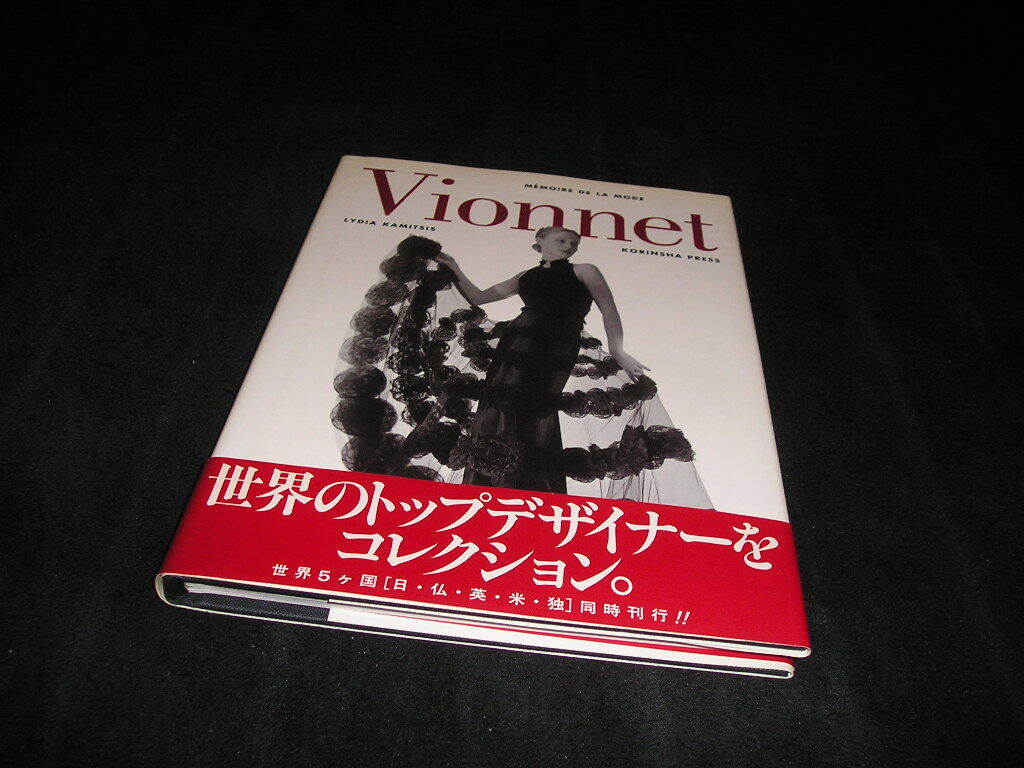 MÉMOIRE DE LA MODE
Vionnet
LYDIA KAMITSIS
KORINSHA PRESS
世界のトップデザイナーを
コレクション。
世界5ヶ国[日・仏・英・米・独]同時刊行!!